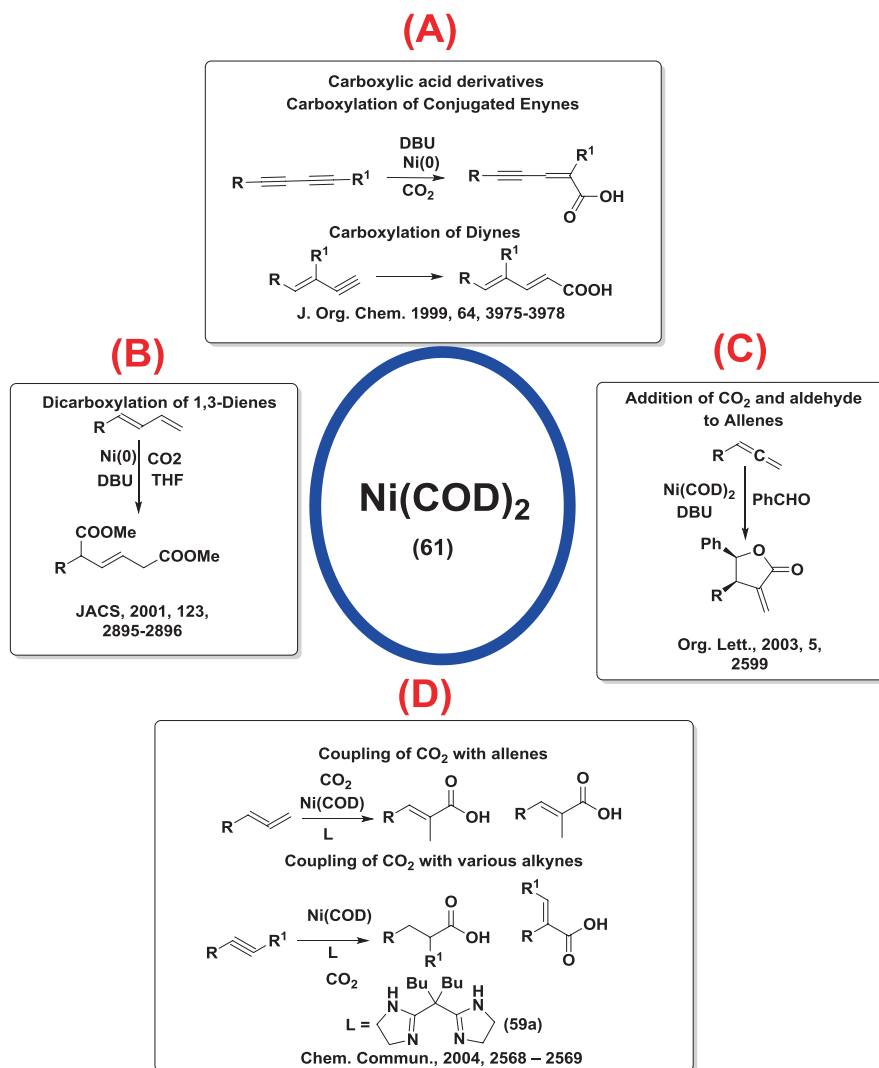 (A)
Carboxylic acid derivatives
Carboxylation of Conjugated Enynes
DBU
Ni(0)
CO2
R
R1
R
R1
OH
O
Carboxylation of Diynes
R1
R
R1
R
COOH
J. Org. Chem. 1999, 64, 3975-3978
(B)
Dicarboxylation of 1,3-Dienes
R
Ni(0) CO2
DBU THF
COOMe
COOMe
R
JACS, 2001, 123,
2895-2896
Ni(COD)2
(61)
(C)
Addition of CO2 and aldehyde
to Allenes
R
C
Ni(COD)2
DBU
PhCHO
Ph
O
O
R
Org. Lett., 2003, 5,
2599
(D)
Coupling of CO2 with allenes
CO2
Ni(COD)
L
R
O
R
OH
O
R
OH
Coupling of CO2 with various alkynes
Ni(COD)
L
CO2
R
R1
O
R
OH
R1
R1
R
OH
O
L =
H
N
Bu Bu
H
N
N
N
(59a)
Chem. Commun., 2004, 2568 – 2569